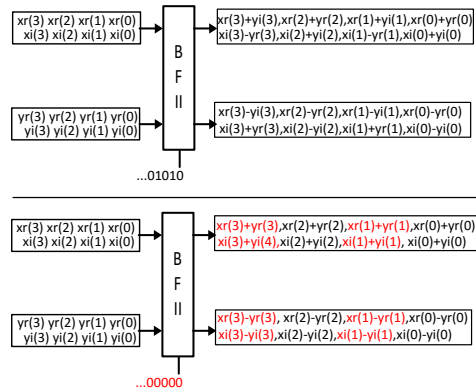 xr(3) xr(2) xr(1) xr(0)
xi(3) xi(2) xi(1) xi(0)
xr(3)+yi(3),xr(2)+yr(2),xr(1)+yi(1),xr(0)+yr(0)
xi(3)-yr(3),xi(2)+yi(2),xi(1)-yr(1),xi(0)+yi(0)
B
F
II
yr(3) yr(2) yr(1) yr(0)
yi(3) yi(2) yi(1) yi(0)
xr(3)-yi(3),xr(2)-yr(2),xr(1)-yi(1),xr(0)-yr(0)
xi(3)+yr(3),xi(2)-yi(2),xi(1)+yr(1),xi(0)-yi(0)
...01010
xr(3) xr(2) xr(1) xr(0)
xi(3) xi(2) xi(1) xi(0)
xr(3)+yr(3),xr(2)+yr(2),xr(1)+yr(1),xr(0)+yr(0)
xi(3)+yi(4),xi(2)+yi(2),xi(1)+yi(1), xi(0)+yi(0)
B
F
II
yr(3) yr(2) yr(1) yr(0)
yi(3) yi(2) yi(1) yi(0)
xr(3)-yr(3), xr(2)-yr(2),xr(1)-yr(1),xr(0)-yr(0)
xi(3)-yi(3),xi(2)-yi(2),xi(1)-yi(1),xi(0)-yi(0)
...00000